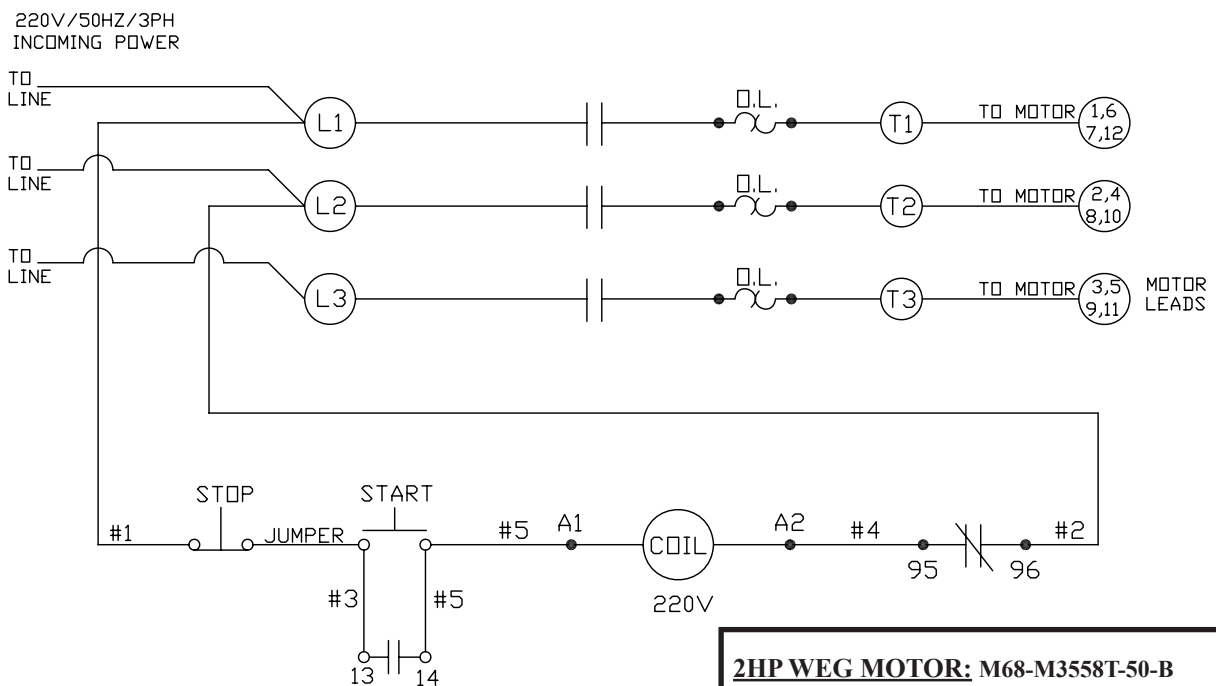 220V/50HZ/3PH
INCOMING POWER
TO
LINE
L1
O.L.
T1
TO MOTOR
1,6
7,12
TO
LINE
L2
O.L.
T2
TO MOTOR
2,4
8,10
TO
LINE
L3
O.L.
T3
TO MOTOR
3,5
9,11
MOTOR
LEADS
STOP
START
#1
JUMPER
#5
A1
COIL
A2
#4
#2
95
96
220V
#3
#5
13
14
2HP WEG MOTOR: M68-M3558T-50-B